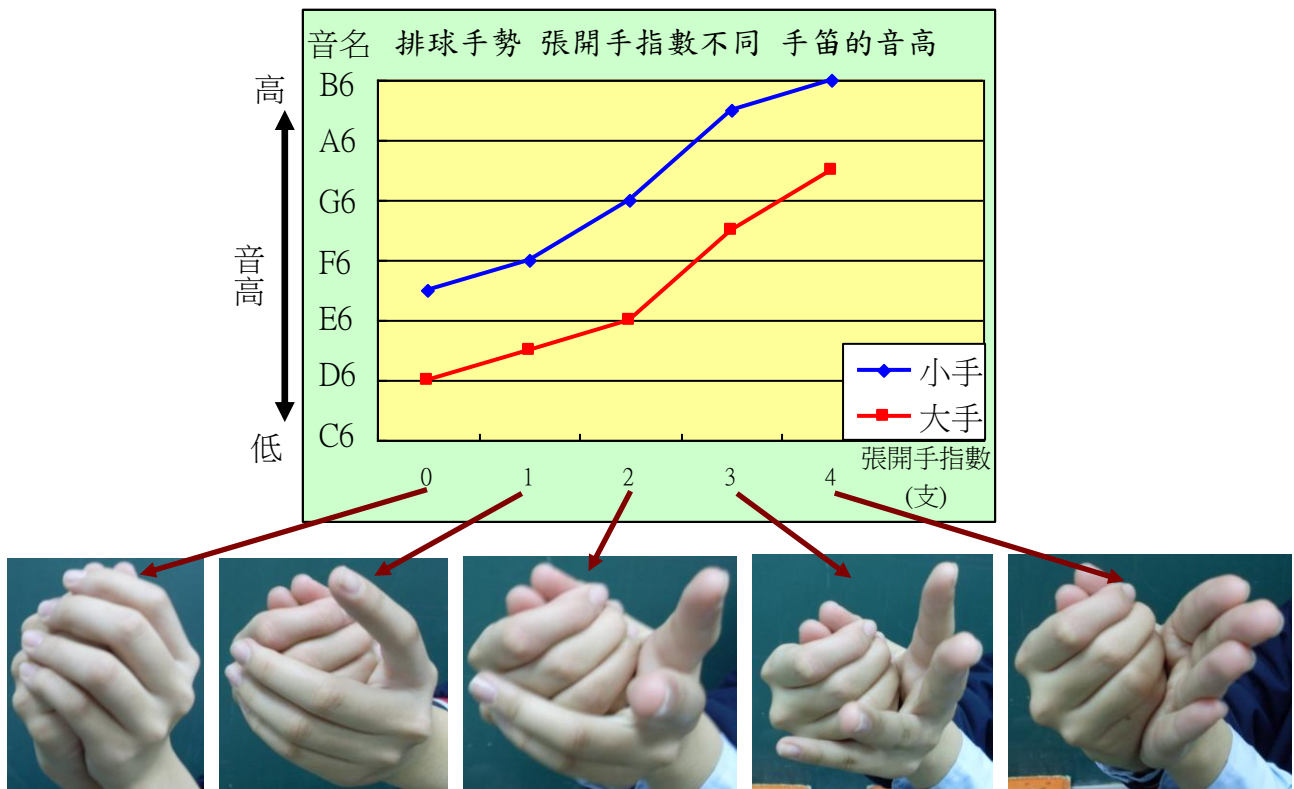 音名 排球手勢 張開手指數不同 手笛的音高
高
B6
A6
G6
F6
E6
D6
C6
音高
低
小手
大手
0 1 2 3 4
張開手指數
(支)